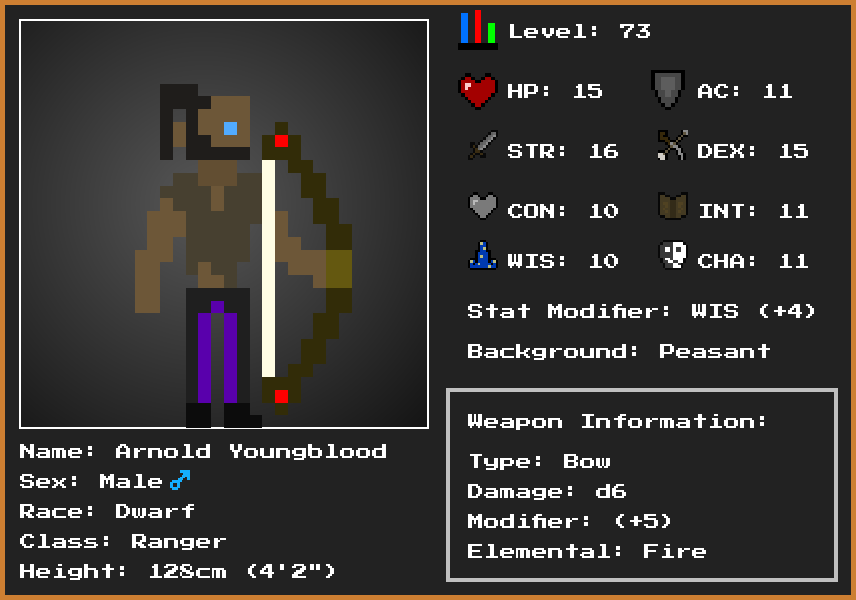 Level: 73
HP: 15 AC: 11
STR: 16 DEX: 15
CON: 10 INT: 11
WIS: 10 CHA: 11
Stat Modifier: WIS (+4)
Background: Peasant
Weapon Information:
Type: Bow
Damage: d6
Modifier: (+5)
Elemental: Fire
Name: Arnold Youngblood
Sex: Male ♂
Race: Dwarf
Class: Ranger
Height: 128cm (4'2")